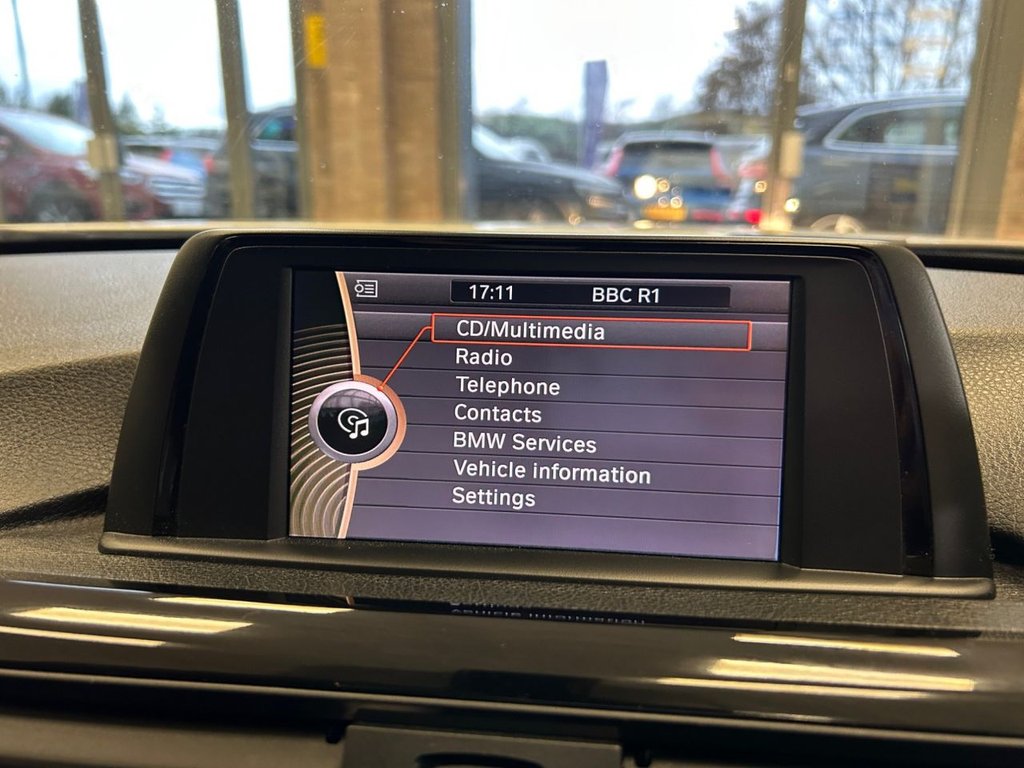 17:11 BBC R1
CD/Multimedia
Radio
Telephone
Contacts
BMW Services
Vehicle information
Settings